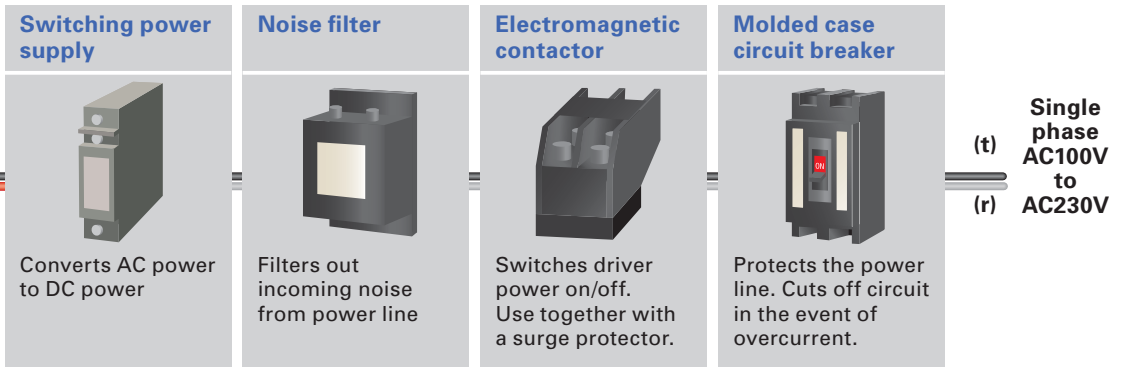 Switching power
supply
Converts AC power
to DC power
Noise filter
Filters out
incoming noise
from power line
Electromagnetic
contactor
Switches driver
power on/off.
Use together with
a surge protector.
Molded case
circuit breaker
ON
Protects the power
line. Cuts off circuit
in the event of
overcurrent.
(t)
(r)
Single
phase
AC100V
to
AC230V